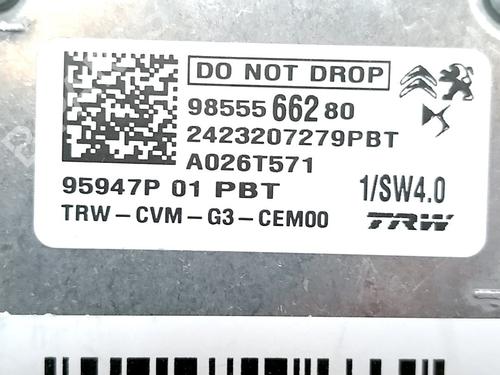 DO NOT DROP
98555 662 80
2423207279PBT
A026T571
95947P 01 PBT 1/SW4.0
TRW-CVM-G3-CEM00 TRW